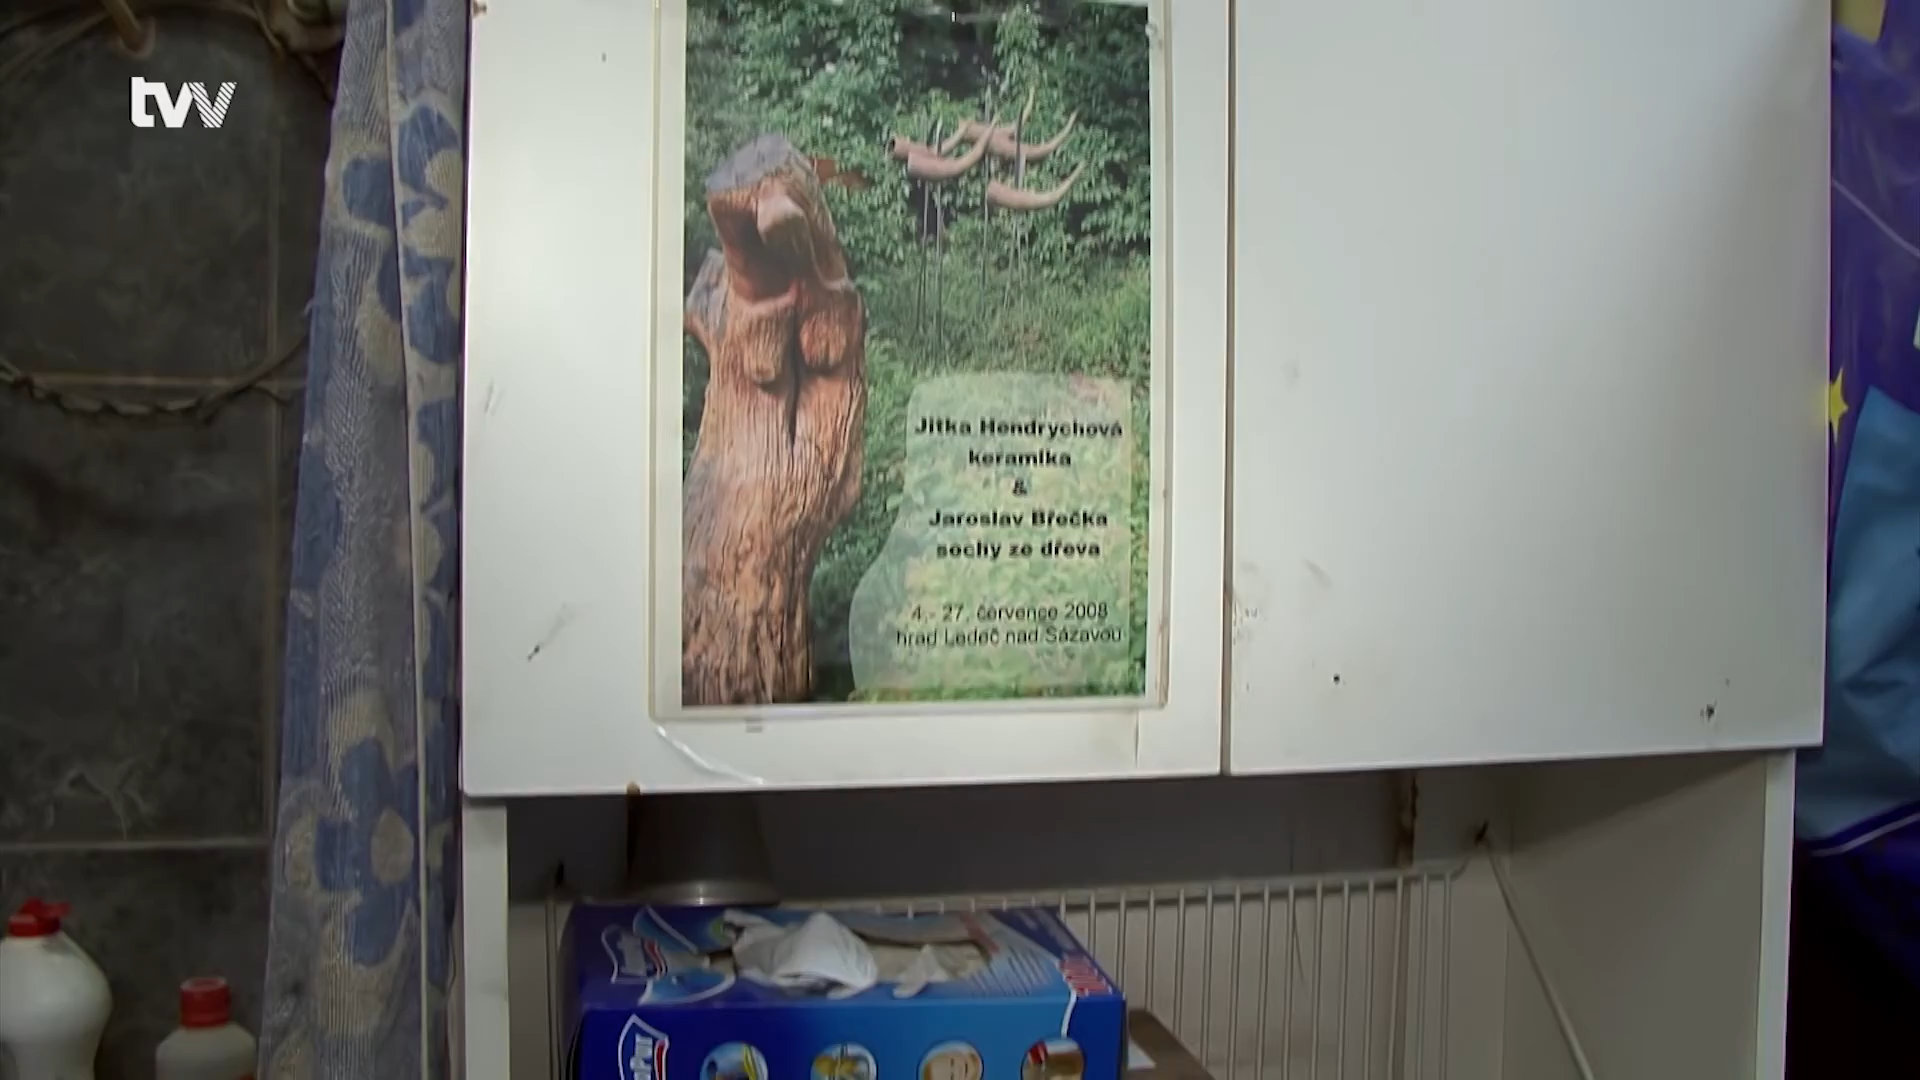 tvv
Jitka Hendrychová
keramika
&
Jaroslav Břečka
sochy ze dřeva
4.- 27. července 2008
hrad Ledeč nad Sázavou